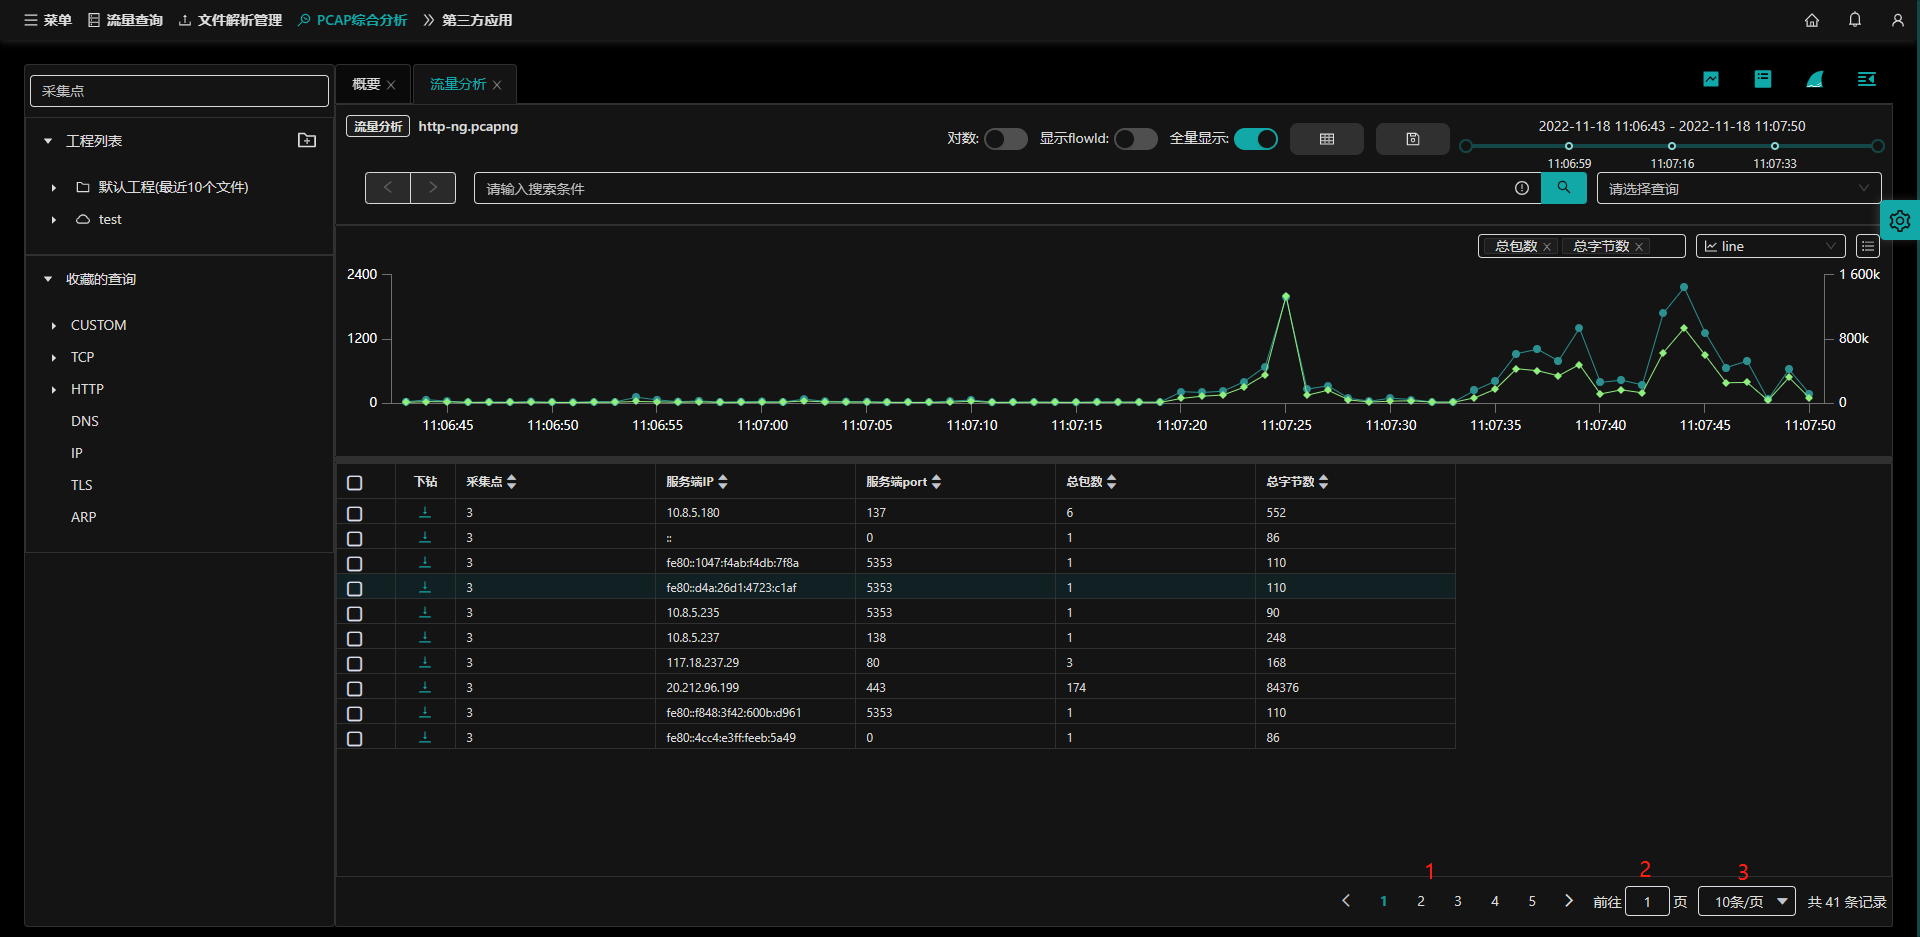 菜单 流量查询 文件解析管理 PCAP综合分析 第三方应用
采集点
工程列表
默认工程(最近10个文件)
test
收藏的查询
CUSTOM
TCP
HTTP
DNS
IP
TLS
ARP
概要 流量分析
流量分析 http-ng.pcapng
对数: 显示flowId: 全量显示:
2022-11-18 11:06:43 - 2022-11-18 11:07:50
11:06:59 11:07:16 11:07:33
请输入搜索条件 请选择查询
总包数 总字节数 line
2400 1 600k
1200 800k
0 0
11:06:45 11:06:50 11:06:55 11:07:00 11:07:05 11:07:10 11:07:15 11:07:20 11:07:25 11:07:30 11:07:35 11:07:40 11:07:45 11:07:50
下钻 采集点 服务端IP 服务端port 总包数 总字节数
3 10.8.5.180 137 6 552
3 :: 0 1 86
3 fe80::1047:f4ab:f4db:7f8a 5353 1 110
3 fe80::d4a:26d1:4723:c1af 5353 1 110
3 10.8.5.235 5353 1 90
3 10.8.5.237 138 1 248
3 117.18.237.29 80 3 168
3 20.212.96.199 443 174 84376
3 fe80::f848:3f42:600b:d961 5353 1 110
3 fe80::4cc4:e3ff:feeb:5a49 0 1 86
1 2 3
1 2 3 4 5 前往 1 页 10条/页 共 41 条记录